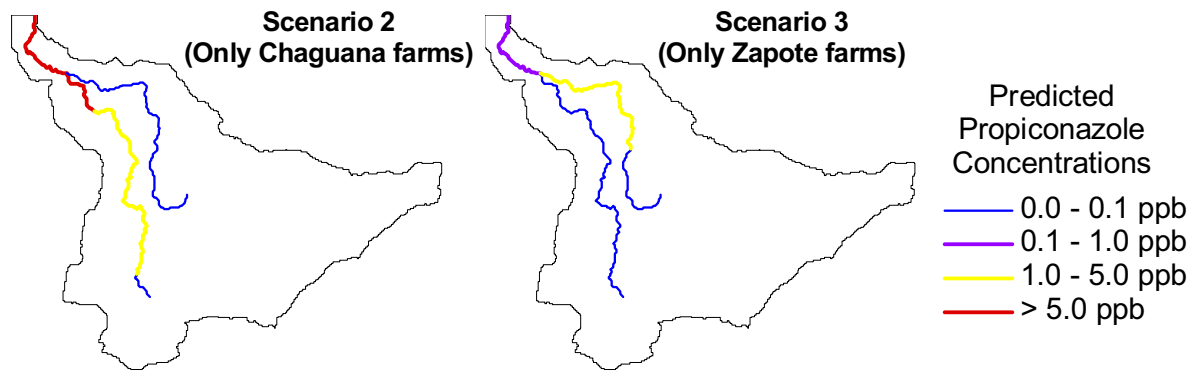 Scenario 2
(Only Chaguana farms)
Scenario 3
(Only Zapote farms)
Predicted
Propiconazole
Concentrations
0.0 - 0.1 ppb
0.1 - 1.0 ppb
1.0 - 5.0 ppb
> 5.0 ppb